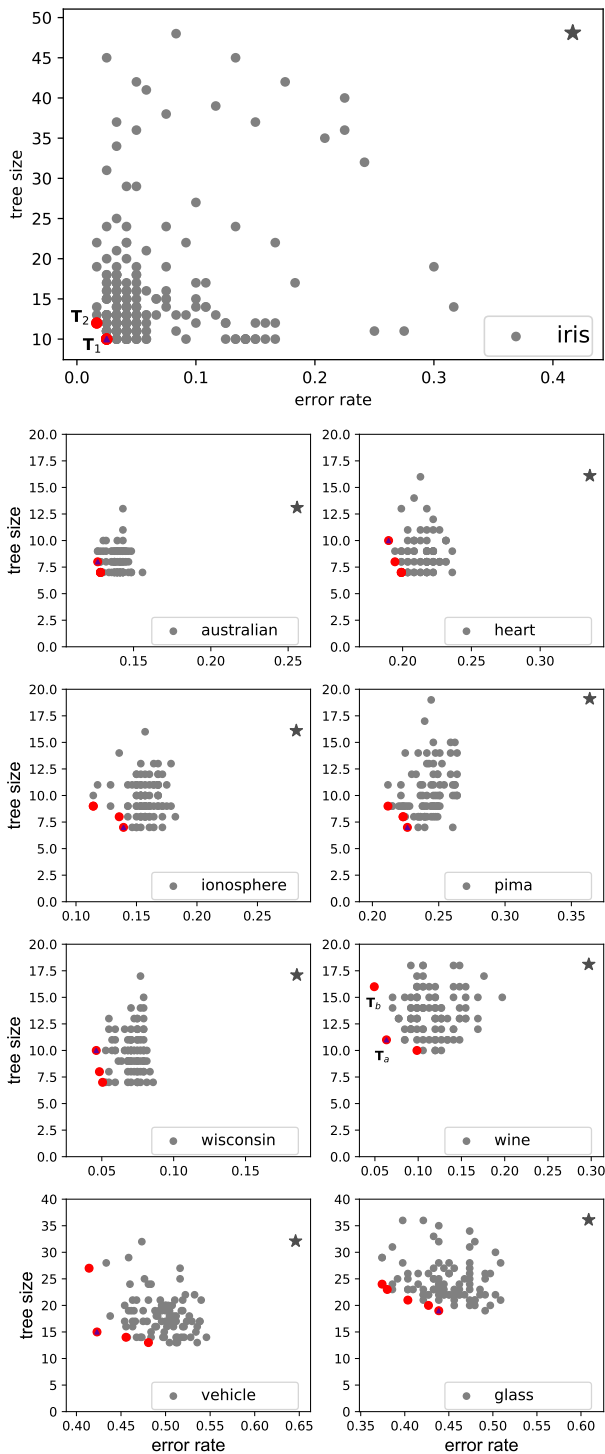 50
45
40
35
30
25
20
15
10
tree size
T₂
T₁
iris
0.0 0.1 0.2 0.3 0.4
error rate
20.0
17.5
15.0
12.5
10.0
7.5
5.0
2.5
0.0
tree size
australian
0.15 0.20 0.25
20.0
17.5
15.0
12.5
10.0
7.5
5.0
2.5
0.0
heart
0.20 0.25 0.30
20.0
17.5
15.0
12.5
10.0
7.5
5.0
2.5
0.0
tree size
ionosphere
0.10 0.15 0.20 0.25
20.0
17.5
15.0
12.5
10.0
7.5
5.0
2.5
0.0
pima
0.20 0.25 0.30 0.35
20.0
17.5
15.0
12.5
10.0
7.5
5.0
2.5
0.0
tree size
wisconsin
0.05 0.10 0.15
20.0
17.5
15.0
12.5
10.0
7.5
5.0
2.5
0.0
T_b
T_a
wine
0.05 0.10 0.15 0.20 0.25 0.30
40
35
30
25
20
15
10
5
0
tree size
vehicle
0.40 0.45 0.50 0.55 0.60 0.65
error rate
40
35
30
25
20
15
10
5
0
glass
0.35 0.40 0.45 0.50 0.55 0.60
error rate